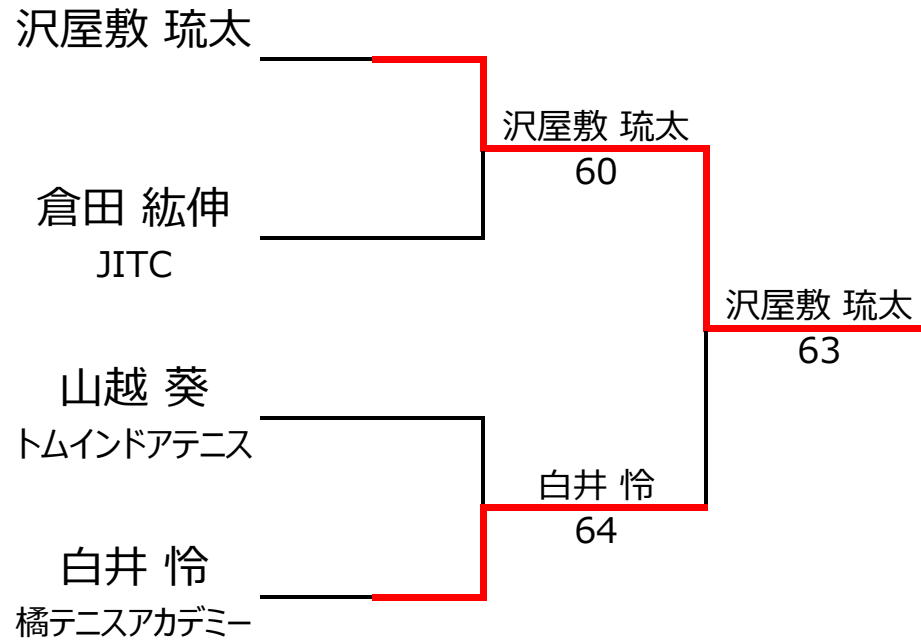 沢屋敷 琉太
沢屋敷 琉太
60
倉田 紘伸
JITC
沢屋敷 琉太
63
山越 葵
トムインドアテニス
白井 怜
64
白井 怜
橘テニスアカデミー